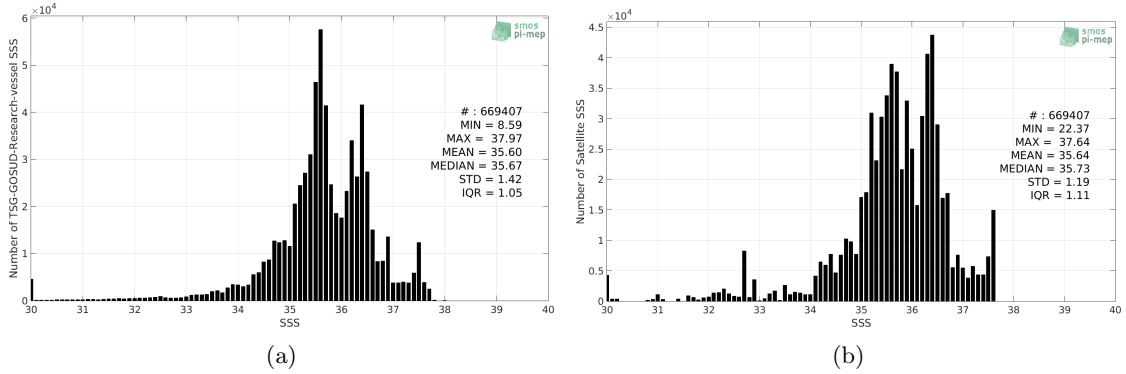 ×10⁴
6
5
4
3
2
1
0
Number of TSG-GOSUD-Research-vessel SSS
smos
pi-mep
# : 669407
MIN = 8.59
MAX = 37.97
MEAN = 35.60
MEDIAN = 35.67
STD = 1.42
IQR = 1.05
30 31 32 33 34 35 36 37 38 39 40
SSS
(a)
×10⁴
4.5
4
3.5
3
2.5
2
1.5
1
0.5
0
Number of Satellite SSS
smos
pi-mep
# : 669407
MIN = 22.37
MAX = 37.64
MEAN = 35.64
MEDIAN = 35.73
STD = 1.19
IQR = 1.11
30 31 32 33 34 35 36 37 38 39 40
SSS
(b)